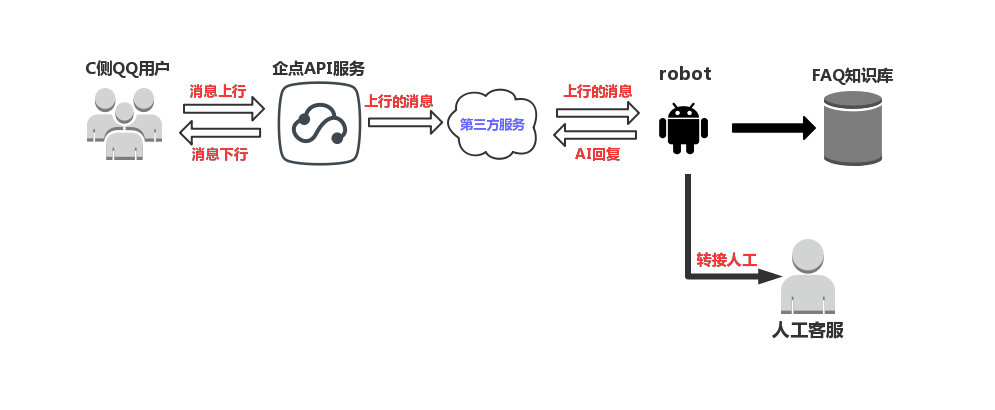 C侧QQ用户
消息上行
消息下行
企点API服务
上行的消息
第三方服务
上行的消息
AI回复
robot
FAQ知识库
转接人工
人工客服